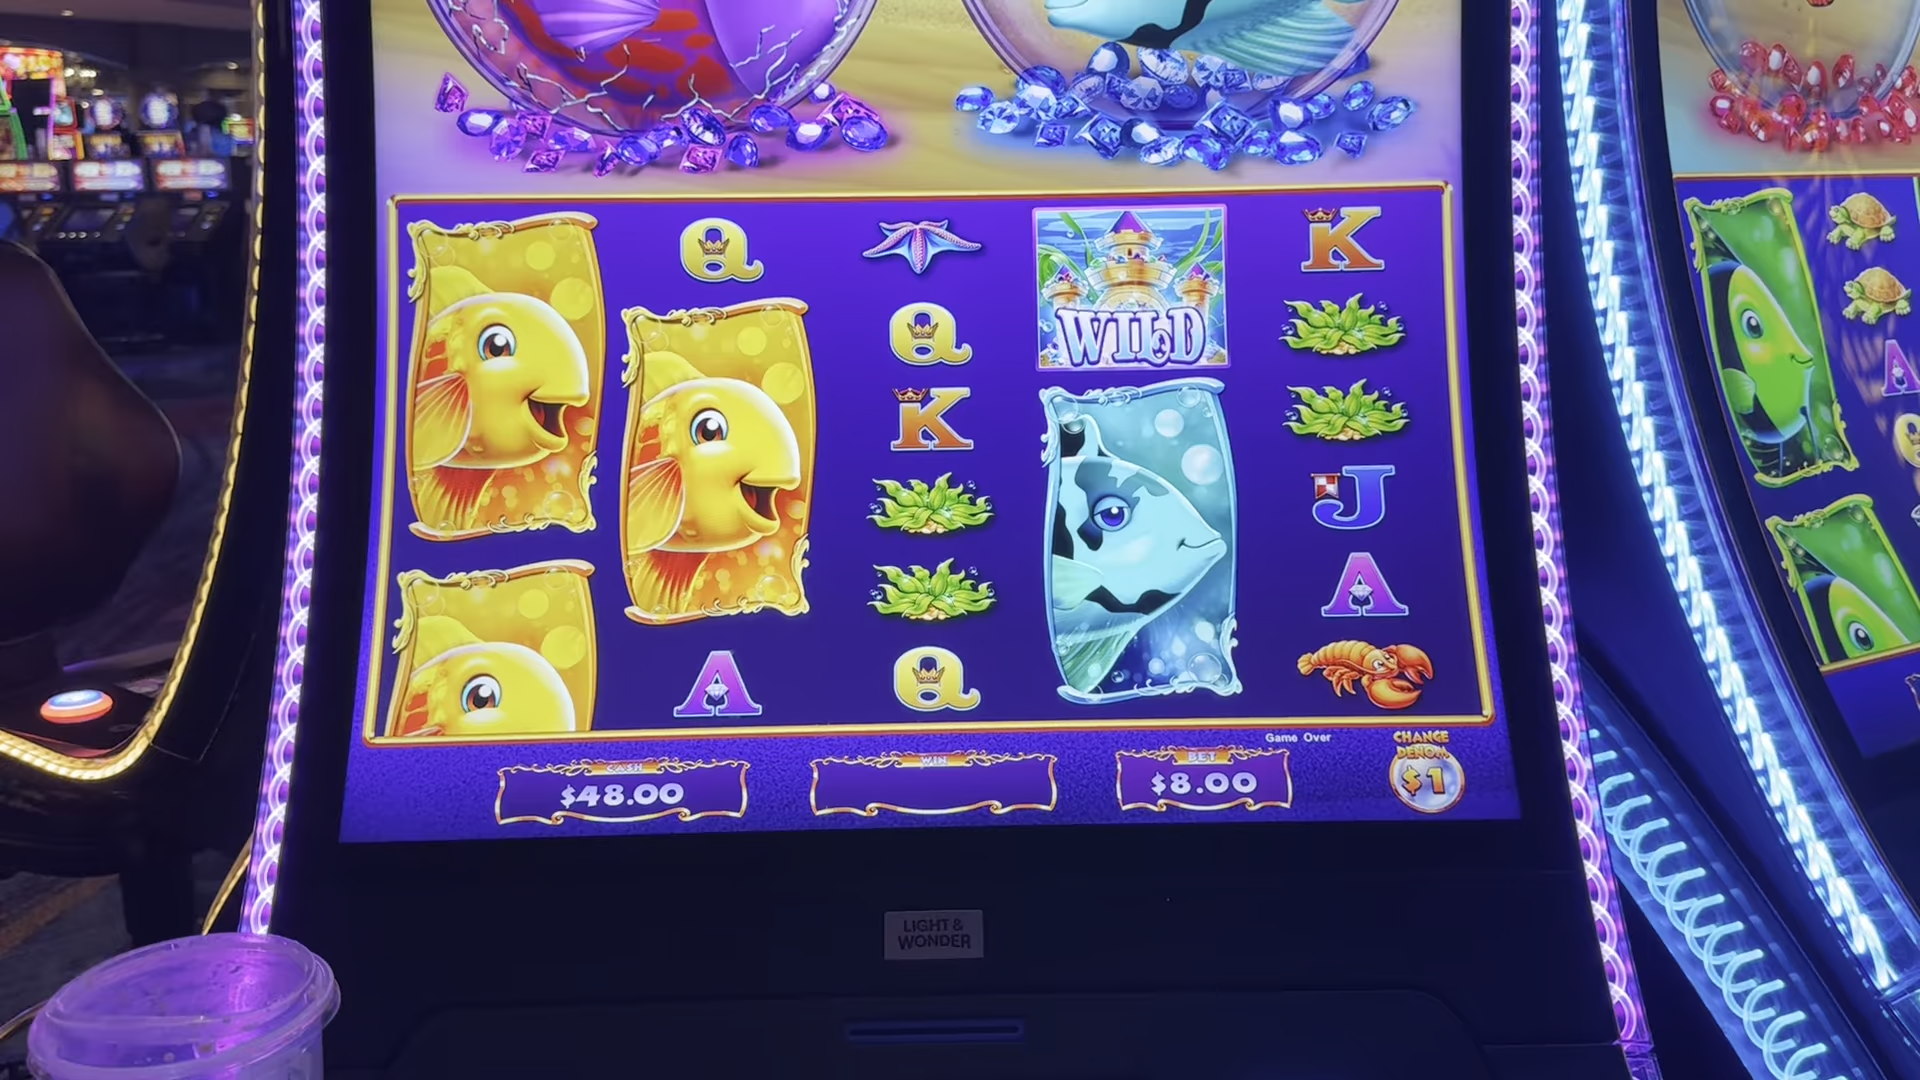 Q
K
Q
WILD
K
J
A
A
Q
Game Over
CHANGE
DENOM
CASH
WIN
BET
$48.00
$8.00
$1
LIGHT &
WONDER
A